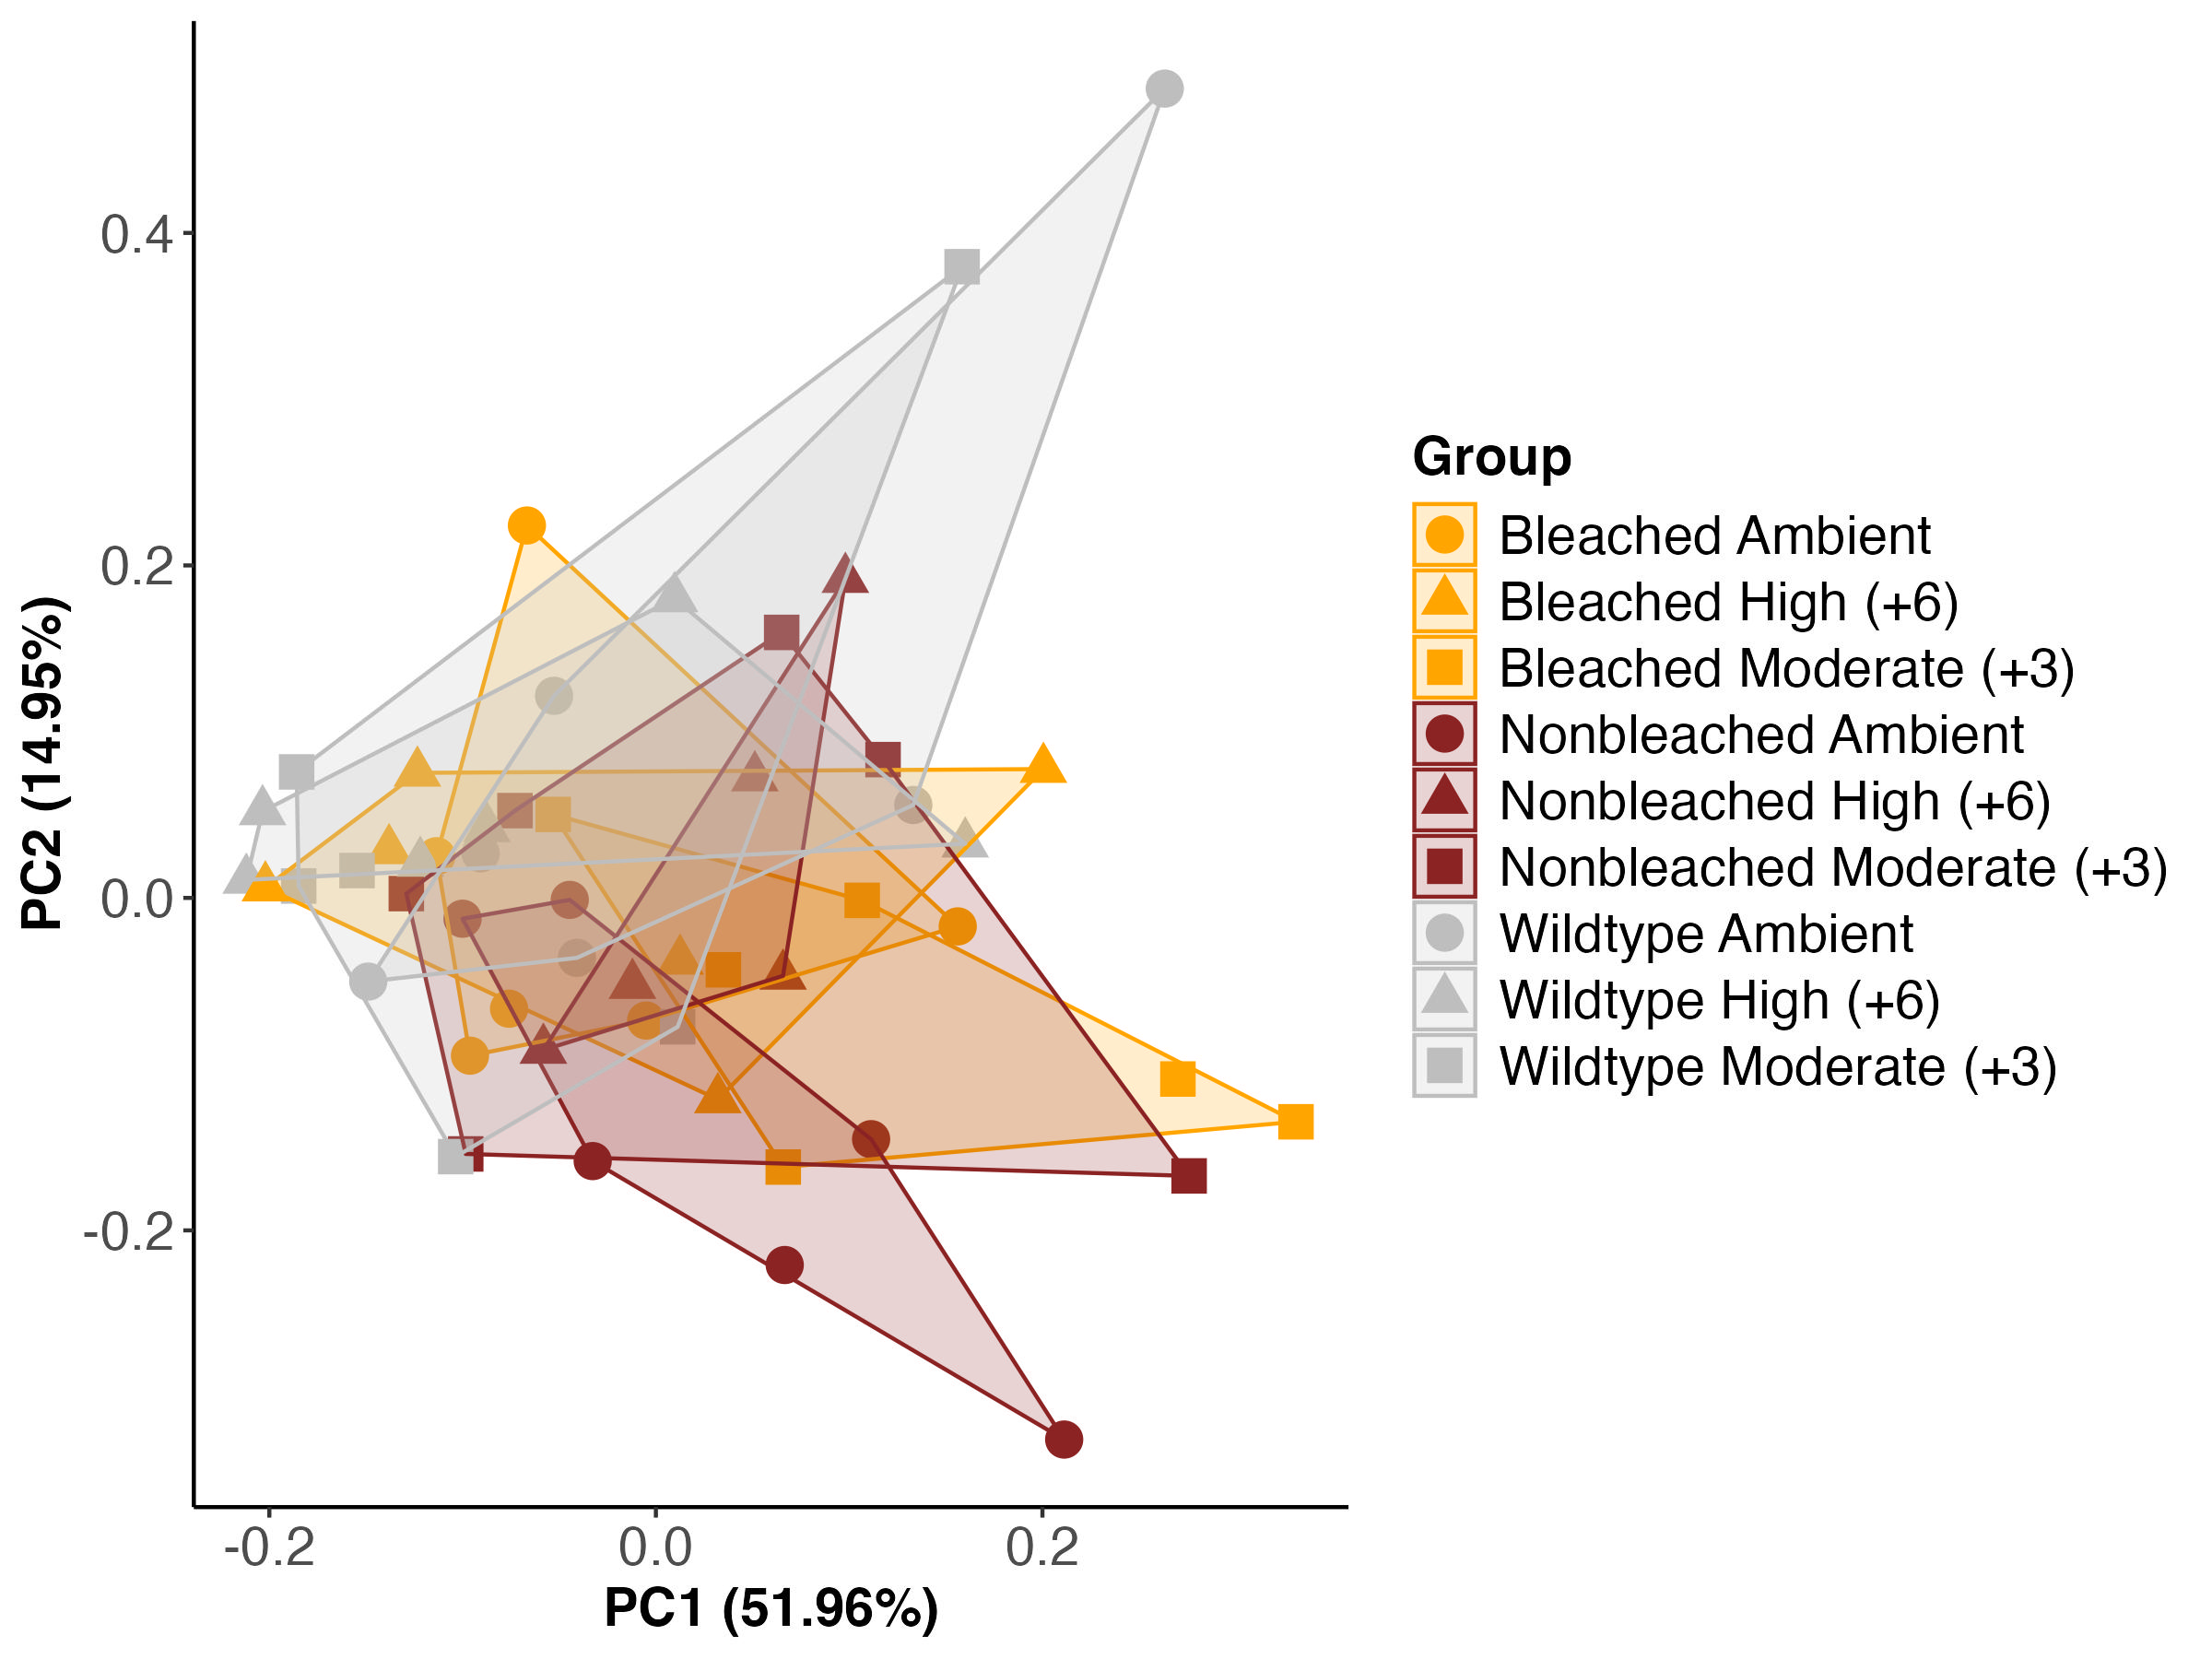 0.4
0.2
0.0
-0.2
PC2 (14.95%)
-0.2 0.0 0.2
PC1 (51.96%)
Group
Bleached Ambient
Bleached High (+6)
Bleached Moderate (+3)
Nonbleached Ambient
Nonbleached High (+6)
Nonbleached Moderate (+3)
Wildtype Ambient
Wildtype High (+6)
Wildtype Moderate (+3)